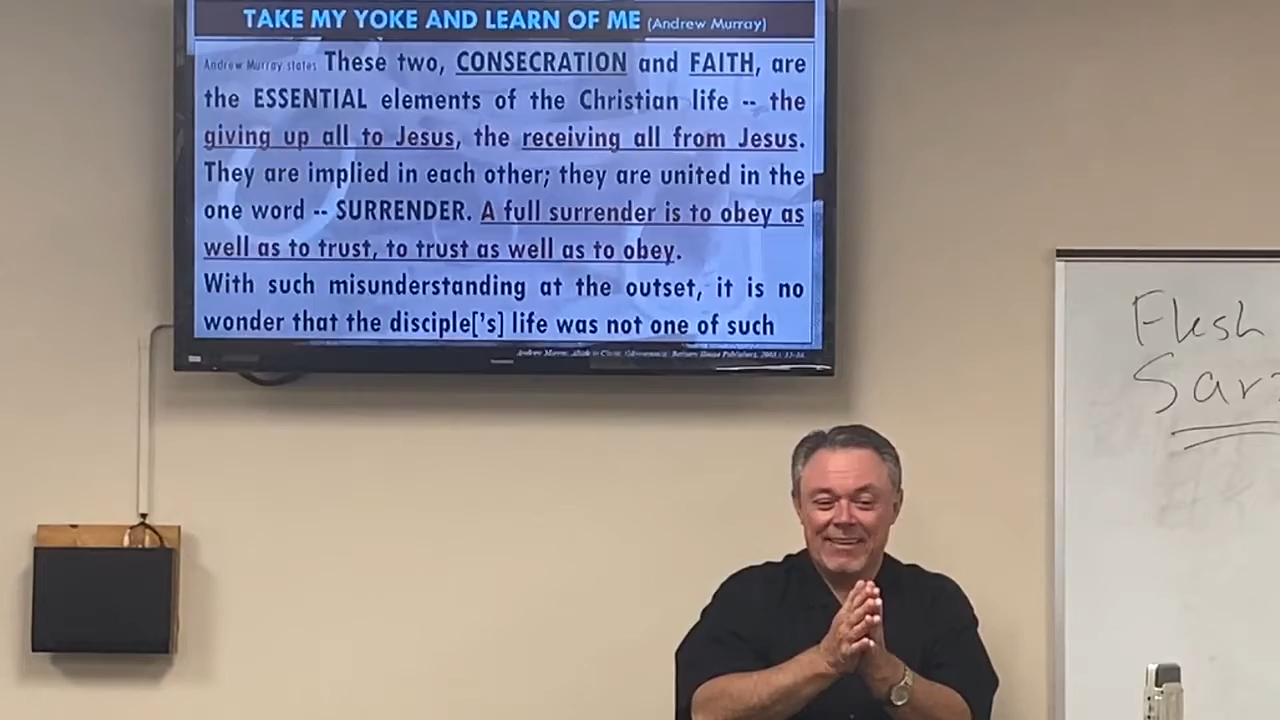 TAKE MY YOKE AND LEARN OF ME (Andrew Murray)
Andrew Murray states These two, CONSECRATION and FAITH, are
the ESSENTIAL elements of the Christian life -- the
giving up all to Jesus, the receiving all from Jesus.
They are implied in each other; they are united in the
one word -- SURRENDER. A full surrender is to obey as
well as to trust, to trust as well as to obey.
With such misunderstanding at the outset, it is no
wonder that the disciple['s] life was not one of such
Andrew Murray, Publishers,
Flesh
Sar